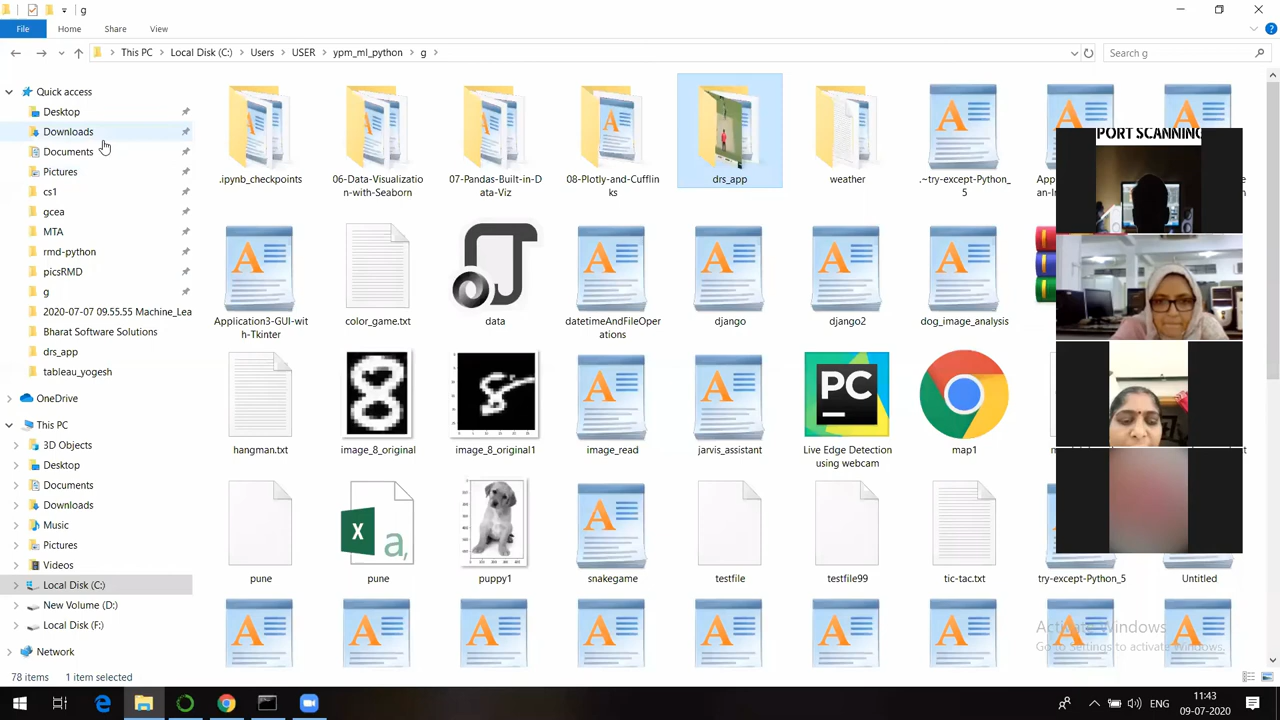 g
File
Home
Share
View
This PC
Local Disk (C:)
Users
USER
ypm_ml_python
g
Search g
Quick access
Desktop
Downloads
Documents
Pictures
cs1
gcea
MTA
rmd-python
picsRMD
g
2020-07-07 09.55.55 Machine_Lea
Bharat Software Solutions
drs_app
tableau_yogesh
OneDrive
This PC
3D Objects
Desktop
Documents
Downloads
Music
Pictures
Videos
Local Disk (C:)
New Volume (D:)
Local Disk (F:)
Network
.ipynb_checkpoints
06-Data-Visualizatio
n-with-Seaborn
07-Pandas-Built-in-D
ata-Viz
08-Plotly-and-Cufflin
ks
drs_app
weather
.~try-except-Python_
5
PORT SCANNING
Application3-GUI-wit
h-Tkinter
color_game.txt
data
datetimeAndFileOper
ations
django
django2
dog_image_analysis
hangman.txt
image_8_original
image_8_original1
image_read
jarvis_assistant
PC
Live Edge Detection
using webcam
map1
pune
pune
puppy1
snakegame
testfile
testfile99
tic-tac.txt
try-except-Python_5
Untitled
Activate Windows
Go to Settings to activate Windows.
78 items
1 item selected
ENG
11:43
09-07-2020